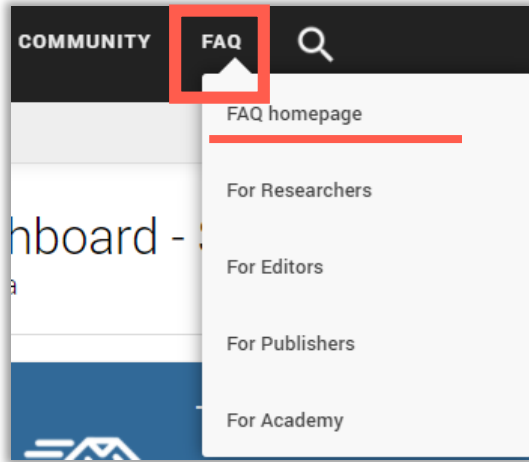 COMMUNITY FAQ
FAQ homepage
For Researchers
hboard -
For Editors
a
For Publishers
For Academy